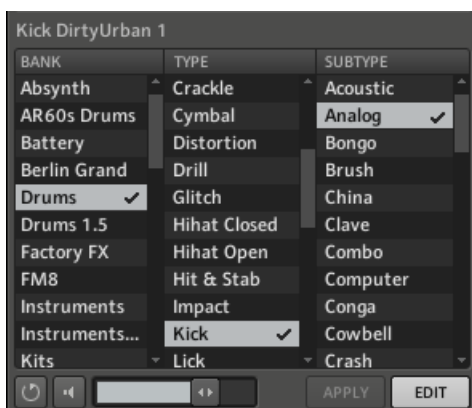 Kick DirtyUrban 1
BANK TYPE SUBTYPE
Absynth Crackle Acoustic
AR60s Drums Cymbal Analog
Battery Distortion Bongo
Berlin Grand Drill Brush
Drums Glitch China
Drums 1.5 Hihat Closed Clave
Factory FX Hihat Open Combo
FM8 Hit & Stab Computer
Instruments Impact Conga
Instruments... Kick Cowbell
Kits Lick Crash
APPLY EDIT